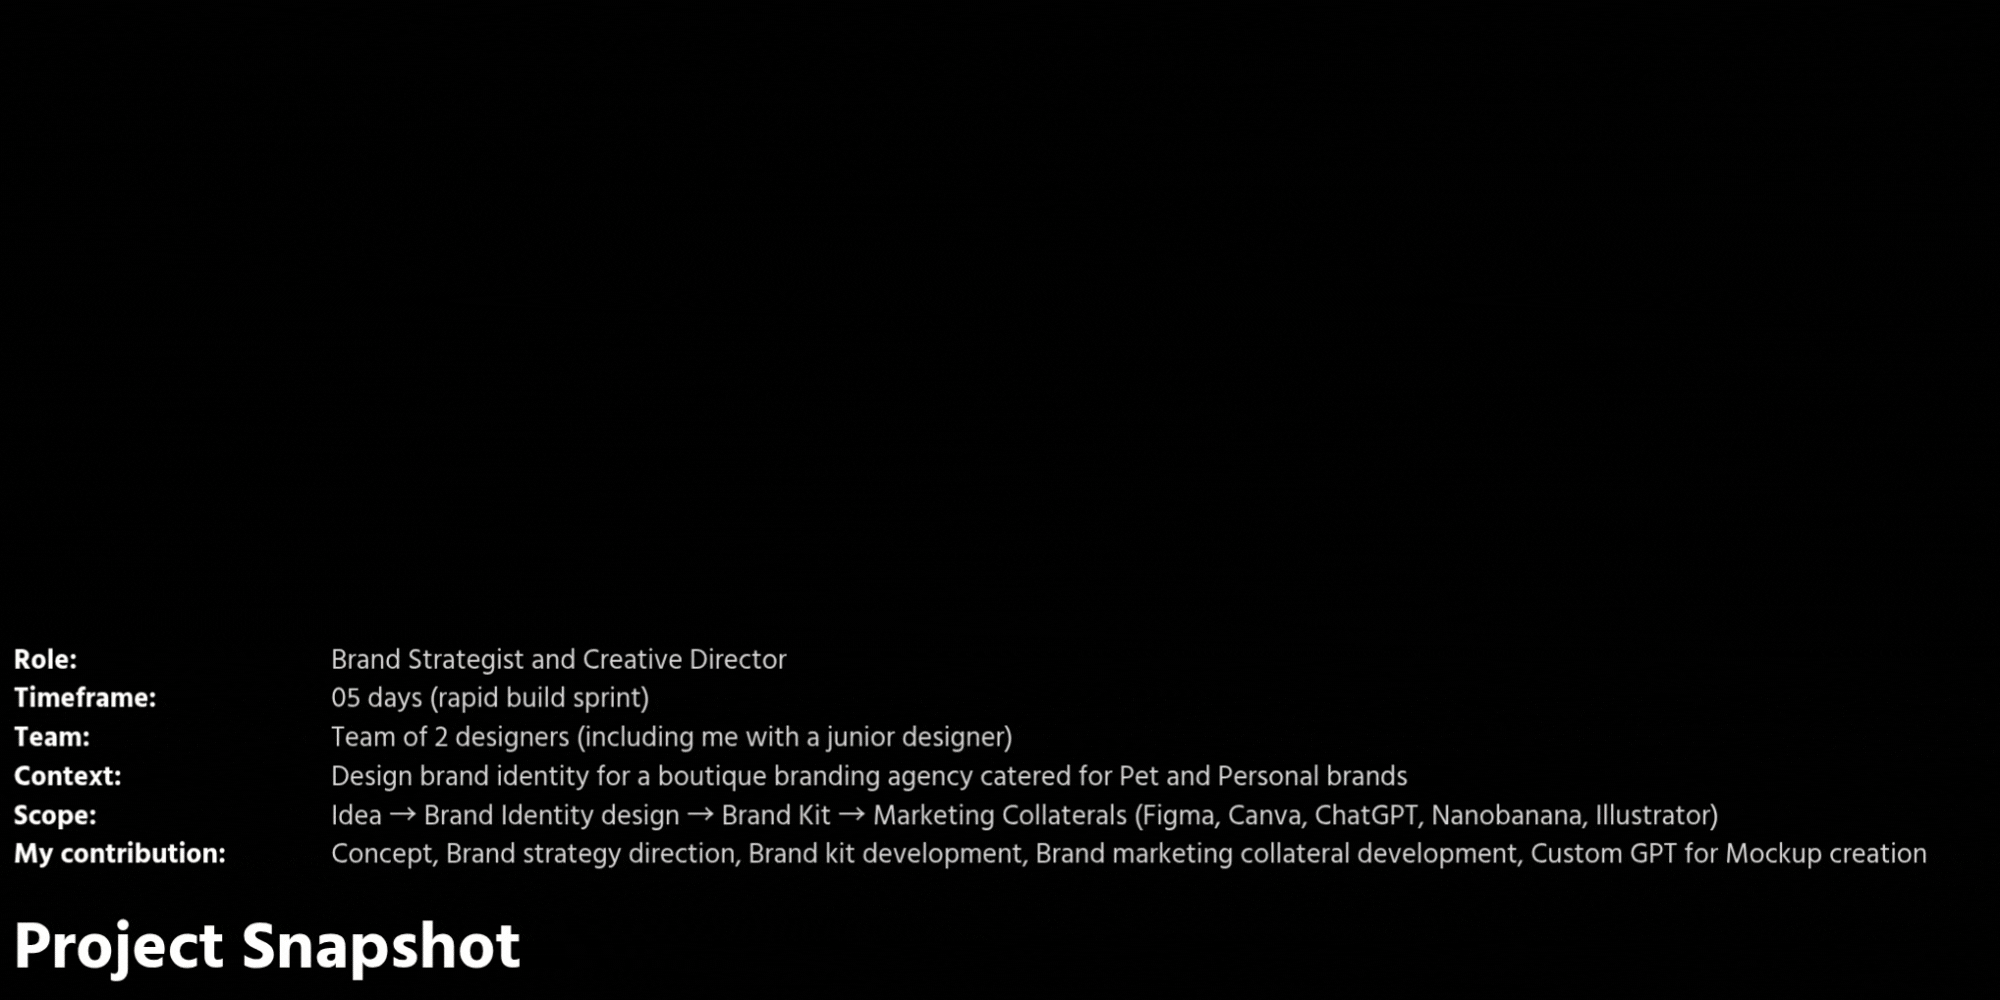 Role: Brand Strategist and Creative Director
Timeframe: 05 days (rapid build sprint)
Team: Team of 2 designers (including me with a junior designer)
Context: Design brand identity for a boutique branding agency catered for Pet and Personal brands
Scope: Idea → Brand Identity design → Brand Kit → Marketing Collaterals (Figma, Canva, ChatGPT, Nanobanana, Illustrator)
My contribution: Concept, Brand strategy direction, Brand kit development, Brand marketing collateral development, Custom GPT for Mockup creation
Project Snapshot